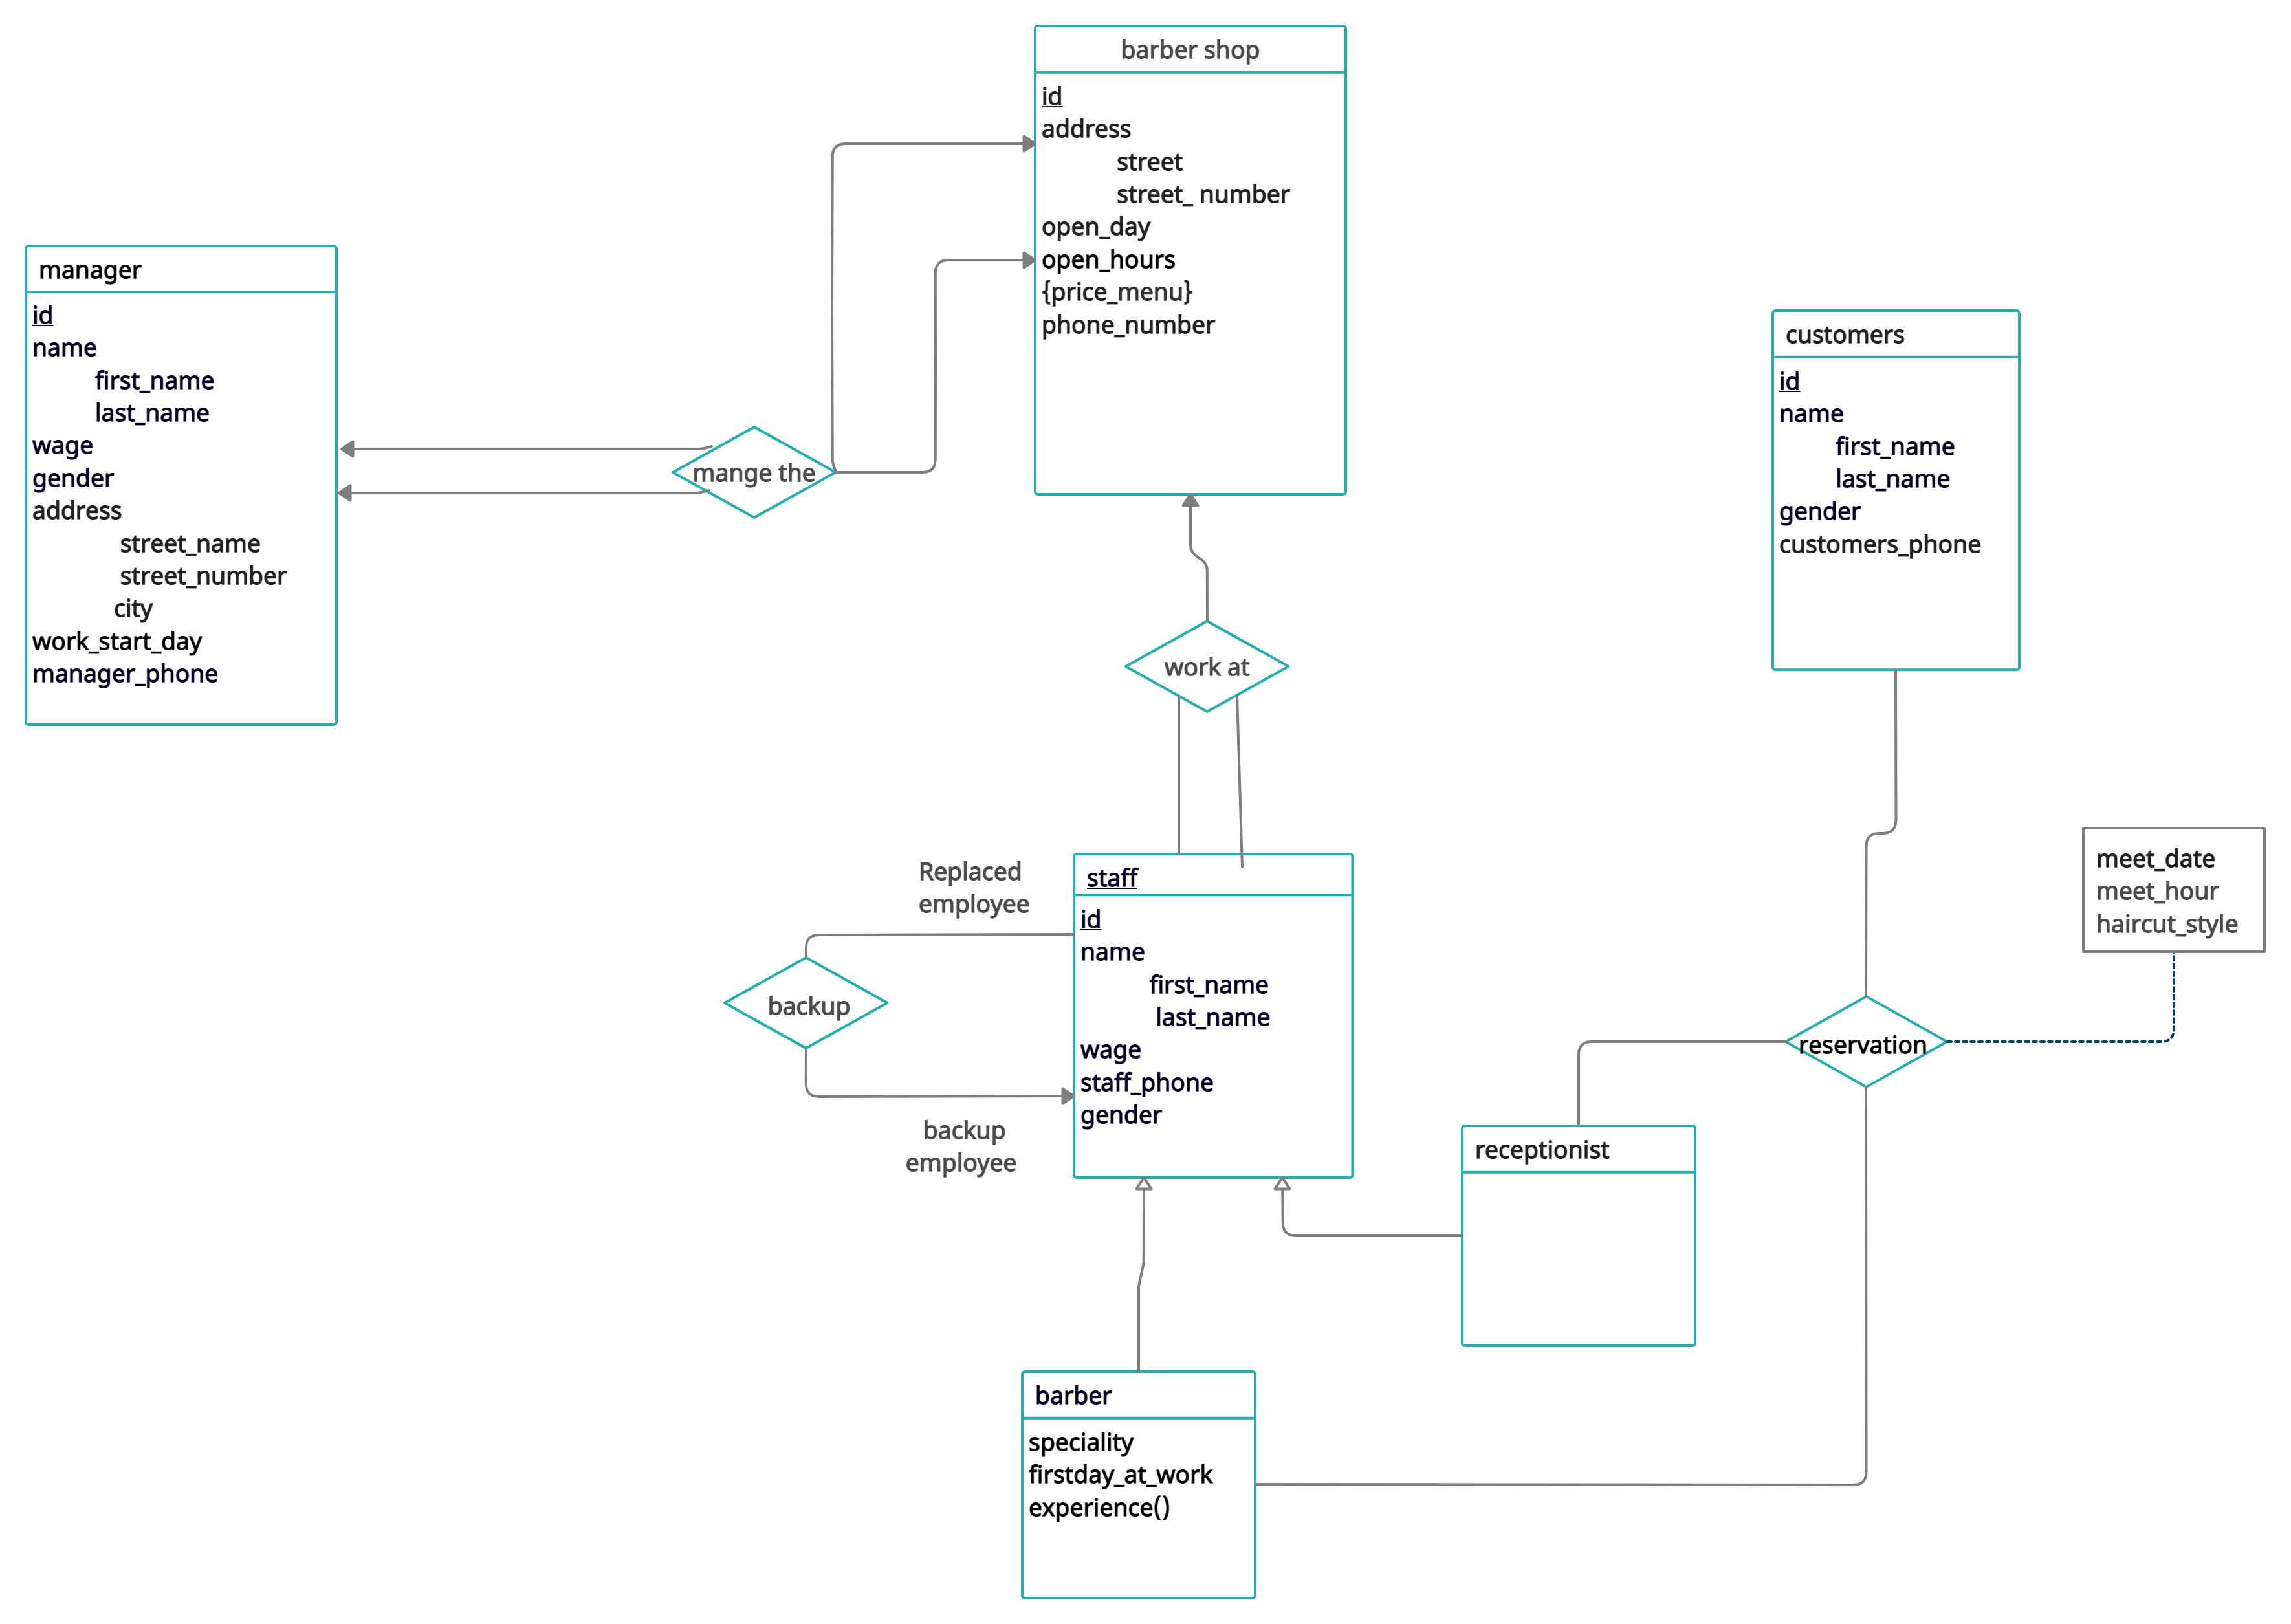 barber shop
id
address
street
street_ number
open_day
open_hours
{price_menu}
phone_number
manager
id
name
first_name
last_name
wage
gender
address
street_name
street_number
city
work_start_day
manager_phone
mange the
customers
id
name
first_name
last_name
gender
customers_phone
work at
Replaced
employee
backup
backup
employee
staff
id
name
first_name
last_name
wage
staff_phone
gender
meet_date
meet_hour
haircut_style
reservation
receptionist
barber
speciality
firstday_at_work
experience()